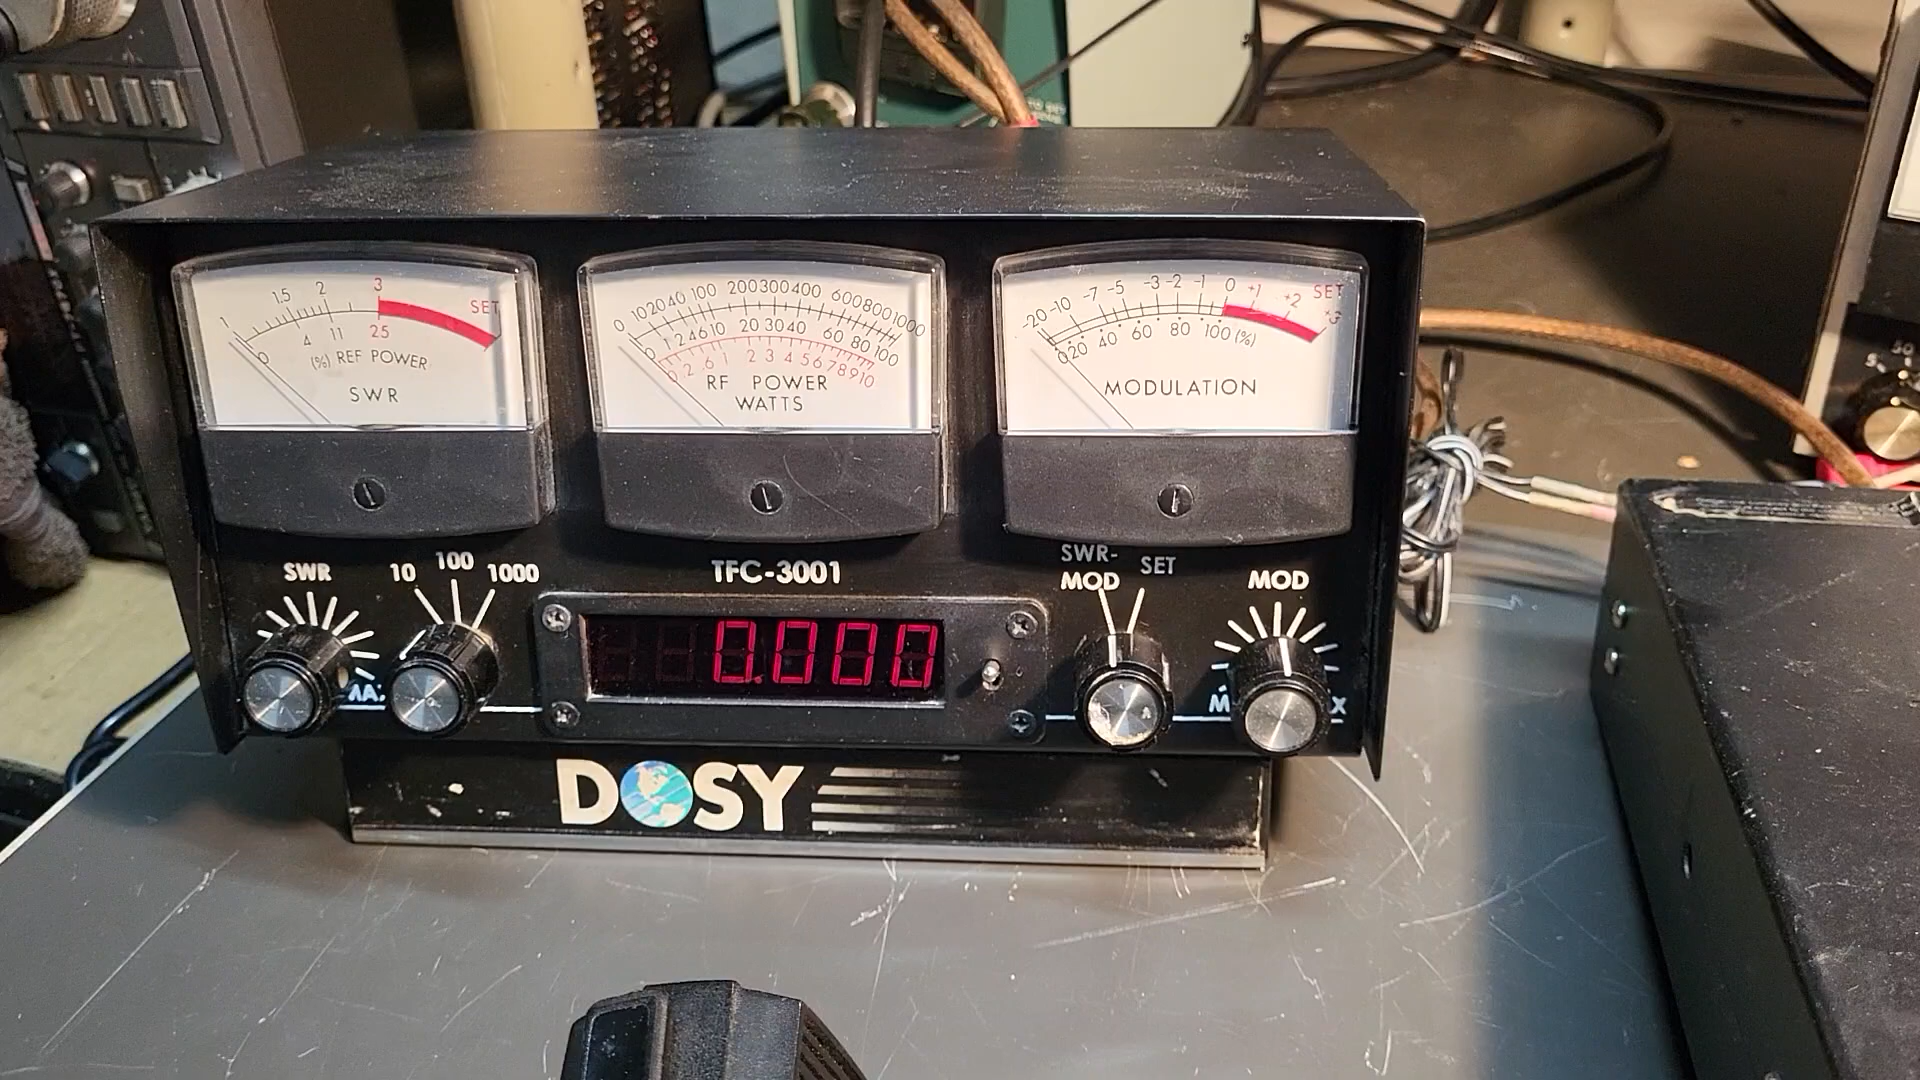 1 1.5 2 3 SET
0 4 11 25
(%) REF POWER
SWR
0 10 20 40 100 200 300 400 600 800 1000
0 1 2 4 6 10 20 30 40 60 80 100
0 .2 .6 1 2 3 4 5 6 7 8 9 10
RF POWER
WATTS
-20 -10 -7 -5 -3 -2 -1 0 +1 +2 +3 SET
0 20 40 60 80 100 (%)
MODULATION
SWR
10 100 1000
TFC-3001
SWR-
MOD SET
MOD
0.000
DOSY